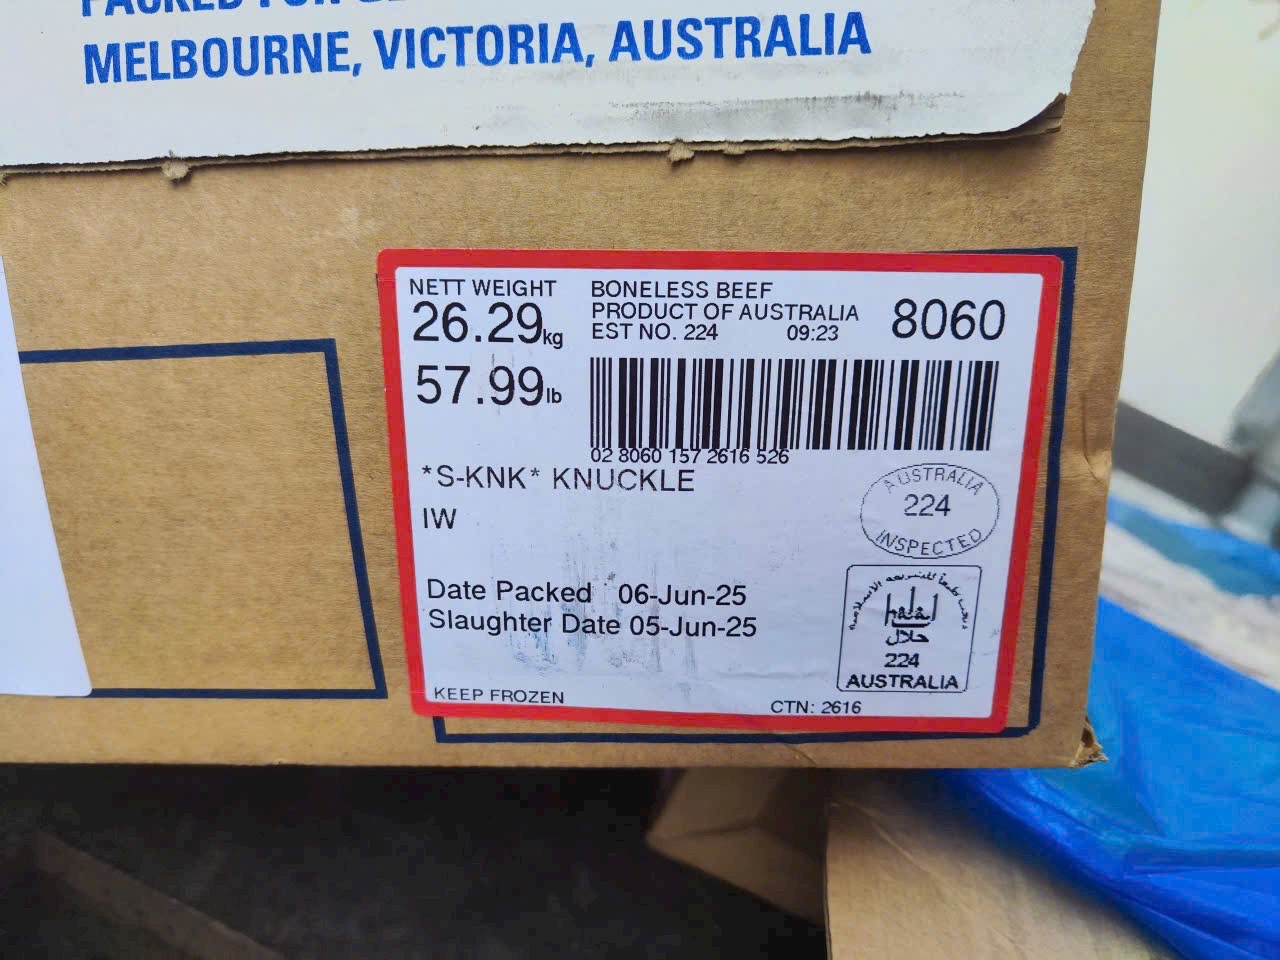 PACKED FOR
MELBOURNE, VICTORIA, AUSTRALIA
NETT WEIGHT
26.29kg
57.99lb
BONELESS BEEF
PRODUCT OF AUSTRALIA
EST NO. 224 09:23
8060
02 8060 157 2616 526
*S-KNK* KNUCKLE
IW
AUSTRALIA
224
INSPECTED
Date Packed 06-Jun-25
Slaughter Date 05-Jun-25
حلال
224
AUSTRALIA
KEEP FROZEN
CTN: 2616